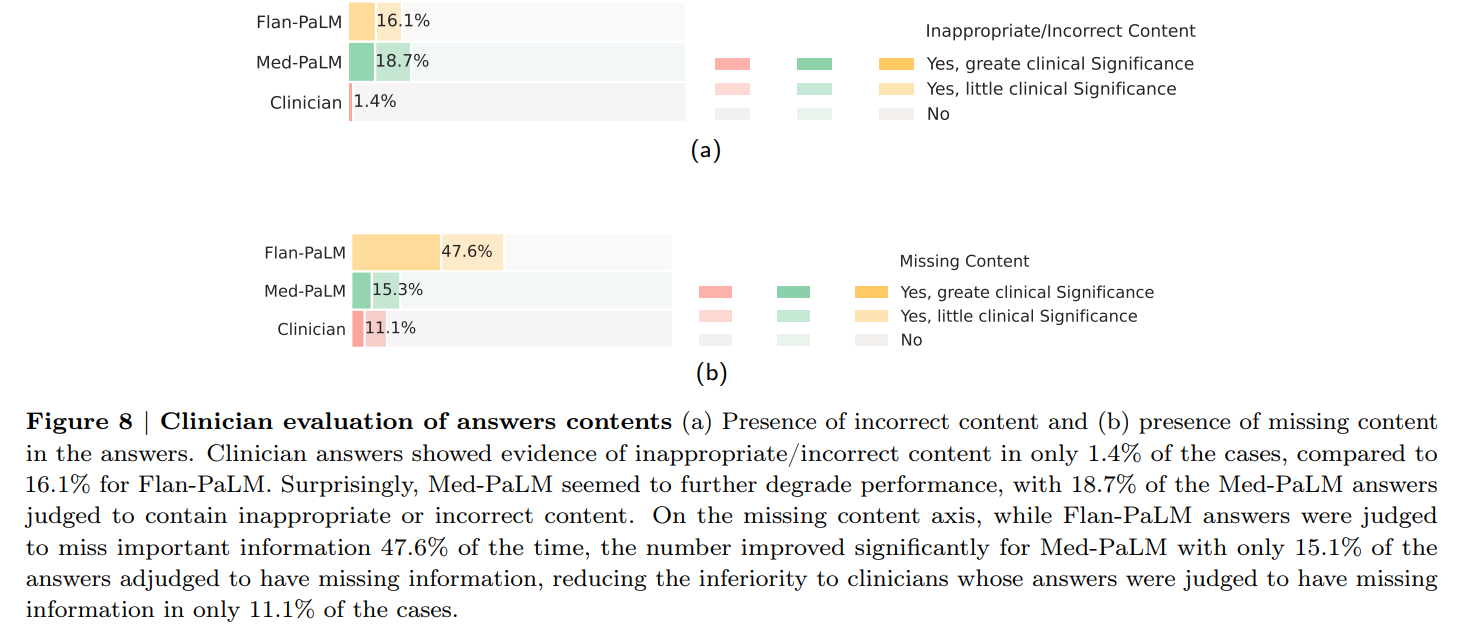 Flan-PaLM 16.1%
Med-PaLM 18.7%
Clinician 1.4%
Inappropriate/Incorrect Content
Yes, greate clinical Significance
Yes, little clinical Significance
No
(a)
Flan-PaLM 47.6%
Med-PaLM 15.3%
Clinician 11.1%
Missing Content
Yes, greate clinical Significance
Yes, little clinical Significance
No
(b)
Figure 8 | Clinician evaluation of answers contents (a) Presence of incorrect content and (b) presence of missing content
in the answers. Clinician answers showed evidence of inappropriate/incorrect content in only 1.4% of the cases, compared to
16.1% for Flan-PaLM. Surprisingly, Med-PaLM seemed to further degrade performance, with 18.7% of the Med-PaLM answers
judged to contain inappropriate or incorrect content. On the missing content axis, while Flan-PaLM answers were judged
to miss important information 47.6% of the time, the number improved significantly for Med-PaLM with only 15.1% of the
answers adjudged to have missing information, reducing the inferiority to clinicians whose answers were judged to have missing
information in only 11.1% of the cases.